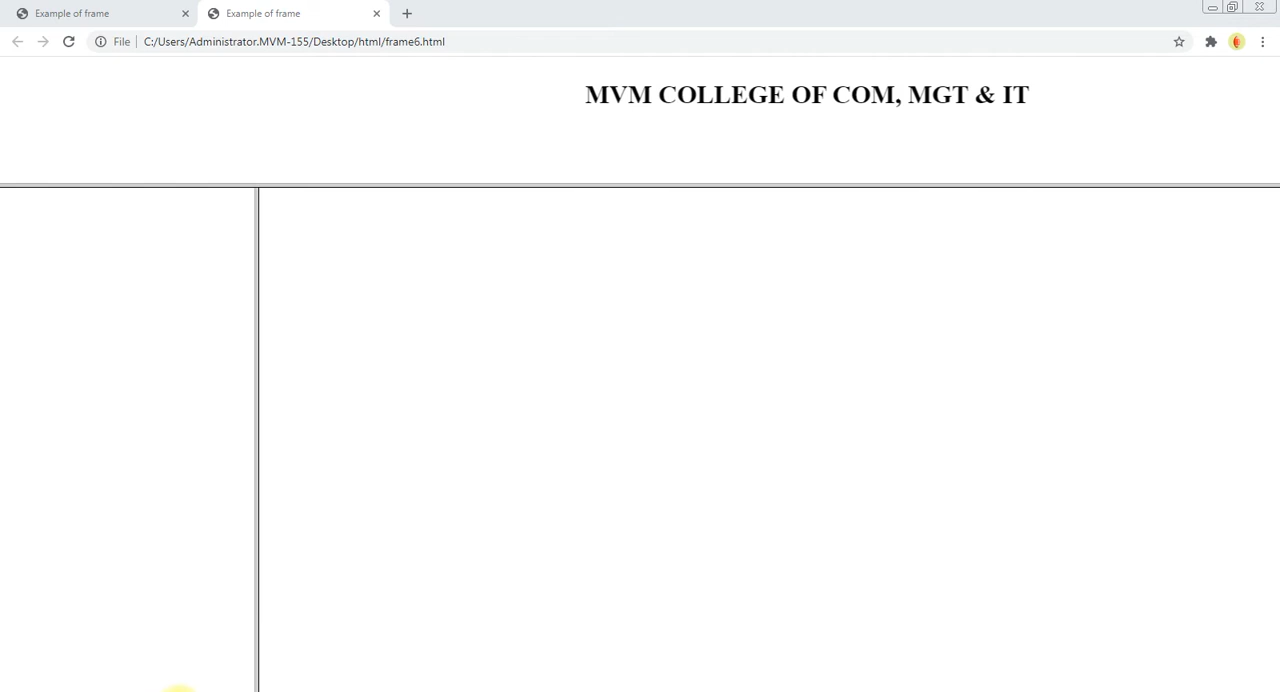 Example of frame
Example of frame
File
C:/Users/Administrator.MVM-155/Desktop/html/frame6.html
MVM COLLEGE OF COM, MGT & IT